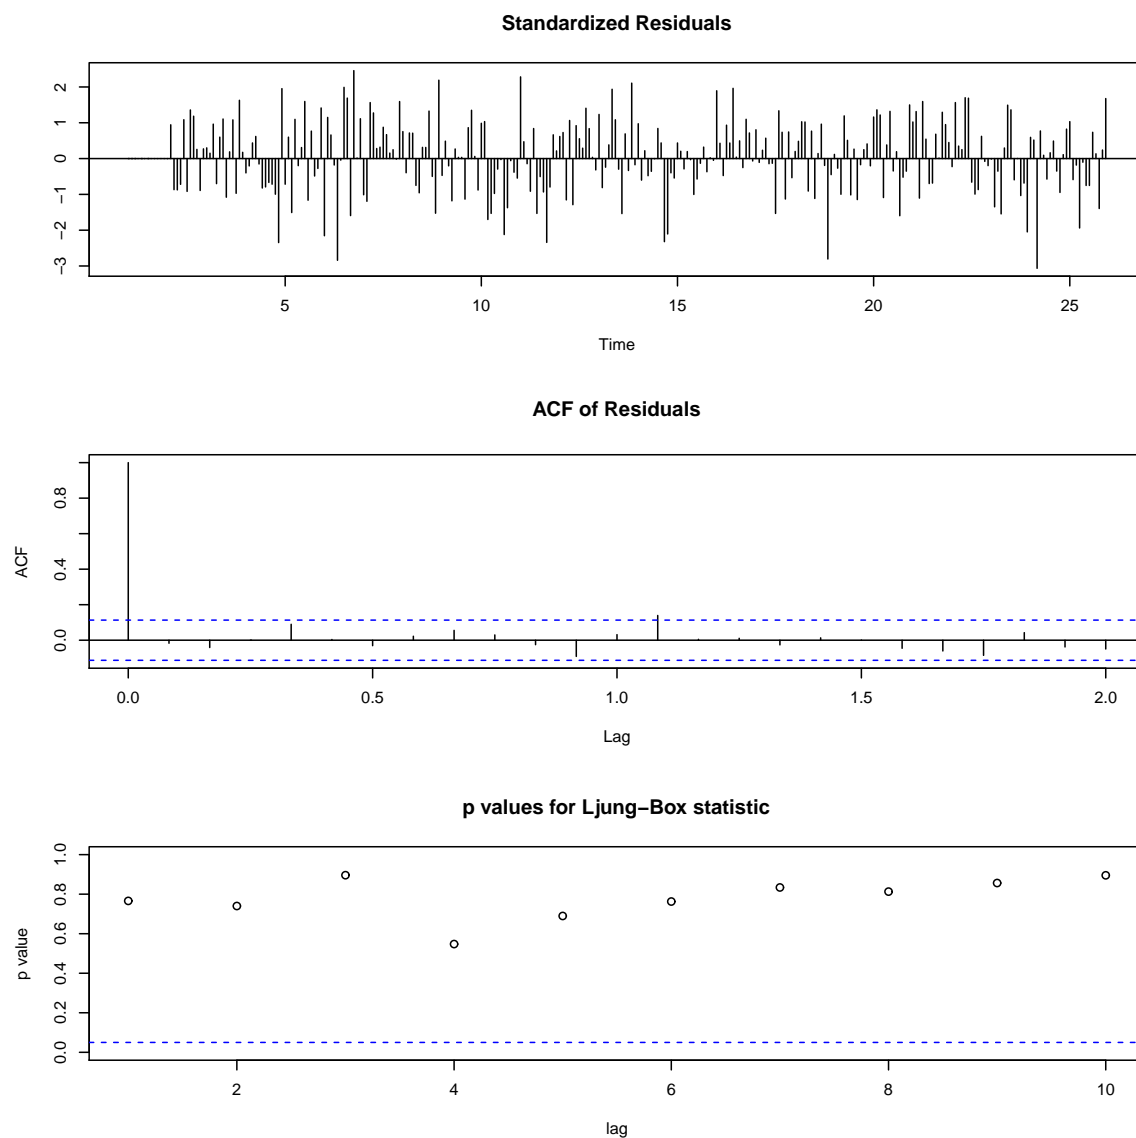 Standardized Residuals
2
1
0
−1
−2
−3
5 10 15 20 25
Time
ACF of Residuals
ACF
0.8
0.4
0.0
0.0 0.5 1.0 1.5 2.0
Lag
p values for Ljung−Box statistic
p value
1.0
0.8
0.6
0.4
0.2
0.0
2 4 6 8 10
lag